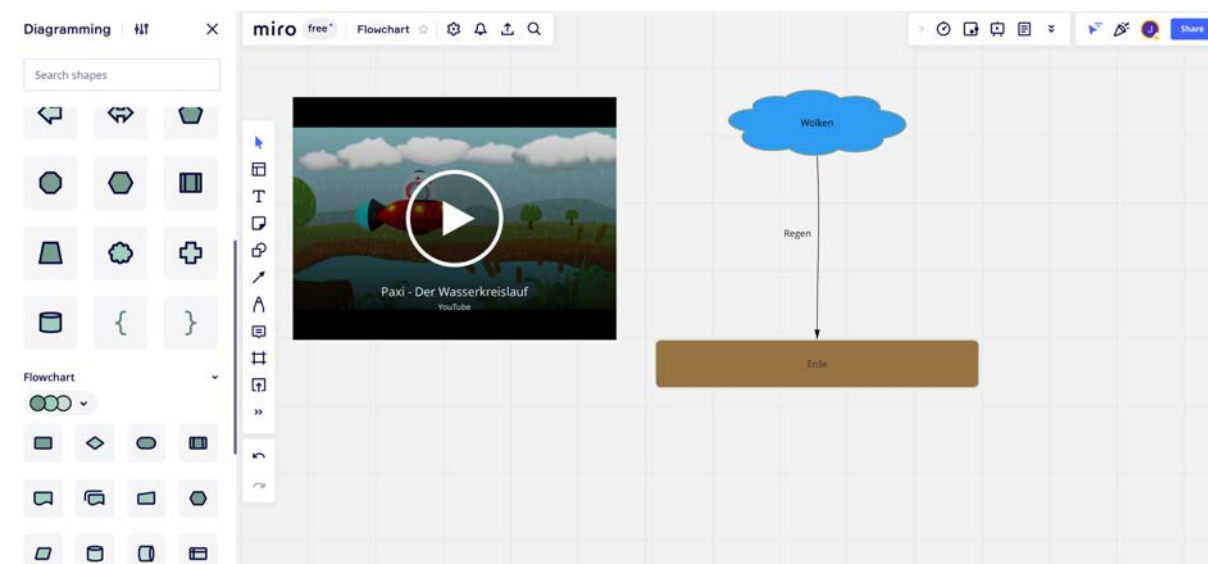 Diagramming
miro free Flowchart
Share
Search shapes
Flowchart
Paxi - Der Wasserkreislauf
YouTube
Wolken
Regen
Erde
J